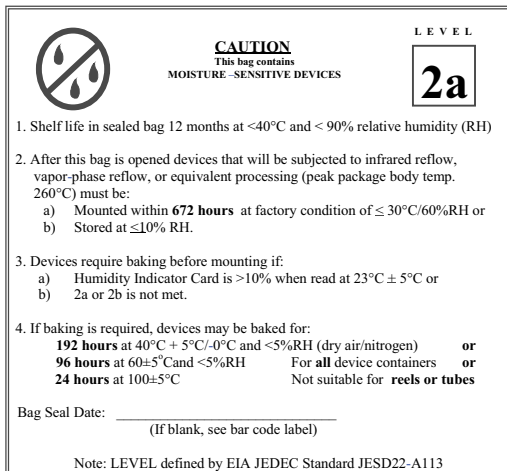 LEVEL
CAUTION
This bag contains
MOISTURE –SENSITIVE DEVICES
2a
1. Shelf life in sealed bag 12 months at <40°C and < 90% relative humidity (RH)
2. After this bag is opened devices that will be subjected to infrared reflow,
vapor-phase reflow, or equivalent processing (peak package body temp.
260°C) must be:
a) Mounted within 672 hours at factory condition of ≤ 30°C/60%RH or
b) Stored at ≤10% RH.
3. Devices require baking before mounting if:
a) Humidity Indicator Card is >10% when read at 23°C ± 5°C or
b) 2a or 2b is not met.
4. If baking is required, devices may be baked for:
192 hours at 40°C + 5°C/-0°C and <5%RH (dry air/nitrogen) or
96 hours at 60±5°Cand <5%RH For all device containers or
24 hours at 100±5°C Not suitable for reels or tubes
Bag Seal Date: ______________________________
(If blank, see bar code label)
Note: LEVEL defined by EIA JEDEC Standard JESD22-A113